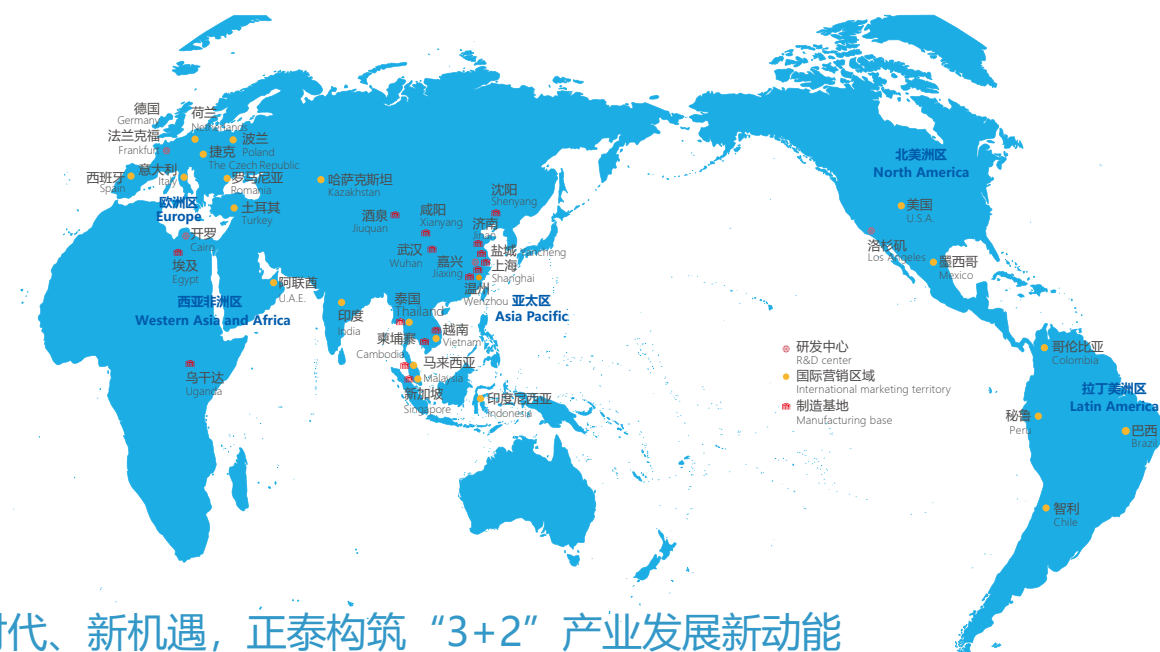 德国
Germany
荷兰
Netherlands
法兰克福
Frankfurt
波兰
Poland
捷克
The Czech Republic
西班牙
Spain
意大利
Italy
罗马尼亚
Romania
哈萨克斯坦
Kazakhstan
欧洲区
Europe
土耳其
Turkey
开罗
Cairo
埃及
Egypt
阿联酋
U.A.E.
西亚非洲区
Western Asia and Africa
乌干达
Uganda
沈阳
Shenyang
酒泉
Jiuquan
咸阳
Xianyang
济南
Jinan
武汉
Wuhan
盐城 Yancheng
嘉兴
Jiaxing
上海
Shanghai
温州
Wenzhou
亚太区
Asia Pacific
印度
India
泰国
Thailand
柬埔寨
Cambodia
越南
Vietnam
马来西亚
Malaysia
新加坡
Singapore
印度尼西亚
Indonesia
北美洲区
North America
美国
U.S.A.
洛杉矶
Los Angeles
墨西哥
Mexico
研发中心
R&D center
国际营销区域
International marketing territory
制造基地
Manufacturing base
哥伦比亚
Colombia
拉丁美洲区
Latin America
秘鲁
Peru
巴西
Brazil
智利
Chile
时代、新机遇，正泰构筑“3+2”产业发展新动能